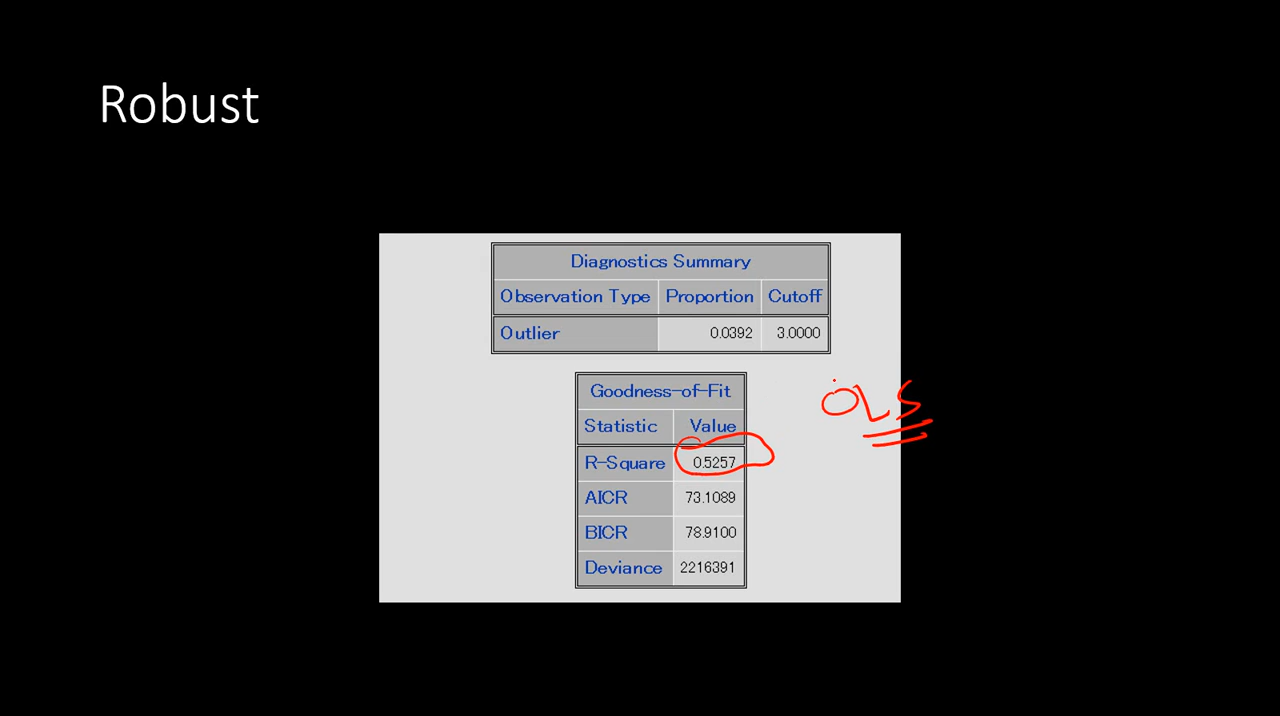 Robust
Diagnostics Summary
Observation Type Proportion Cutoff
Outlier 0.0392 3.0000
Goodness-of-Fit
Statistic Value
R-Square 0.5257
AICR 73.1089
BICR 78.9100
Deviance 2216391
OLS